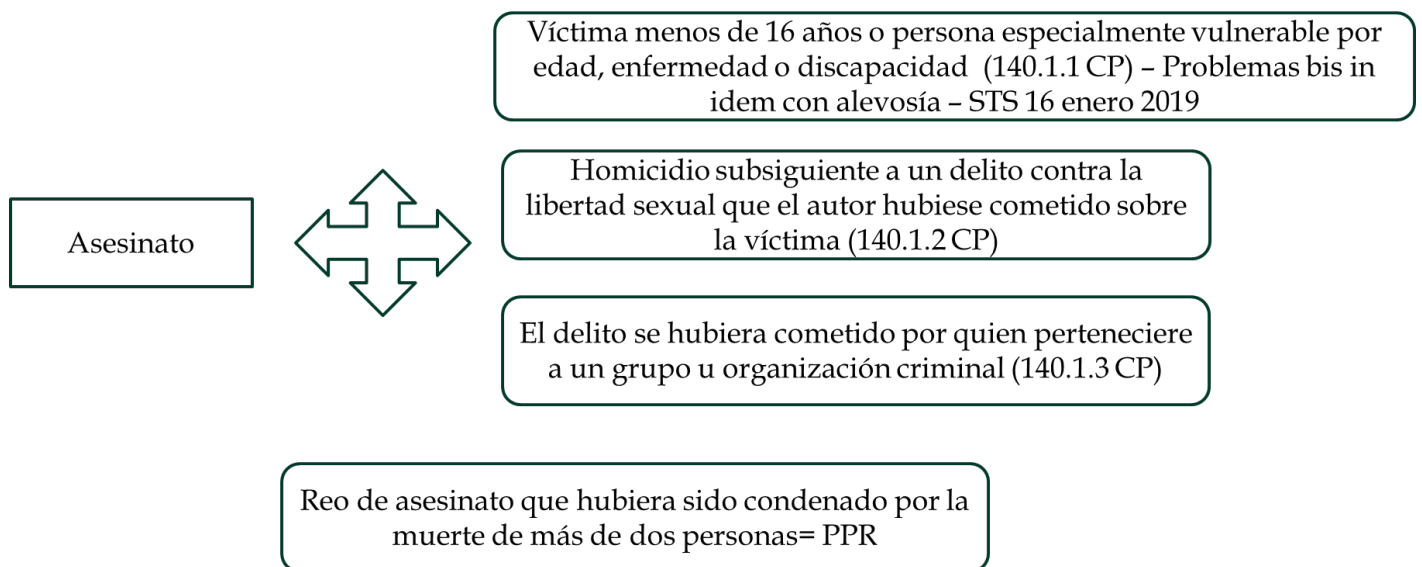 Víctima menos de 16 años o persona especialmente vulnerable por
edad, enfermedad o discapacidad (140.1.1 CP) – Problemas bis in
idem con alevosía – STS 16 enero 2019
Asesinato
Homicidio subsiguiente a un delito contra la
libertad sexual que el autor hubiese cometido sobre
la víctima (140.1.2 CP)
El delito se hubiera cometido por quien perteneciere
a un grupo u organización criminal (140.1.3 CP)
Reo de asesinato que hubiera sido condenado por la
muerte de más de dos personas= PPR